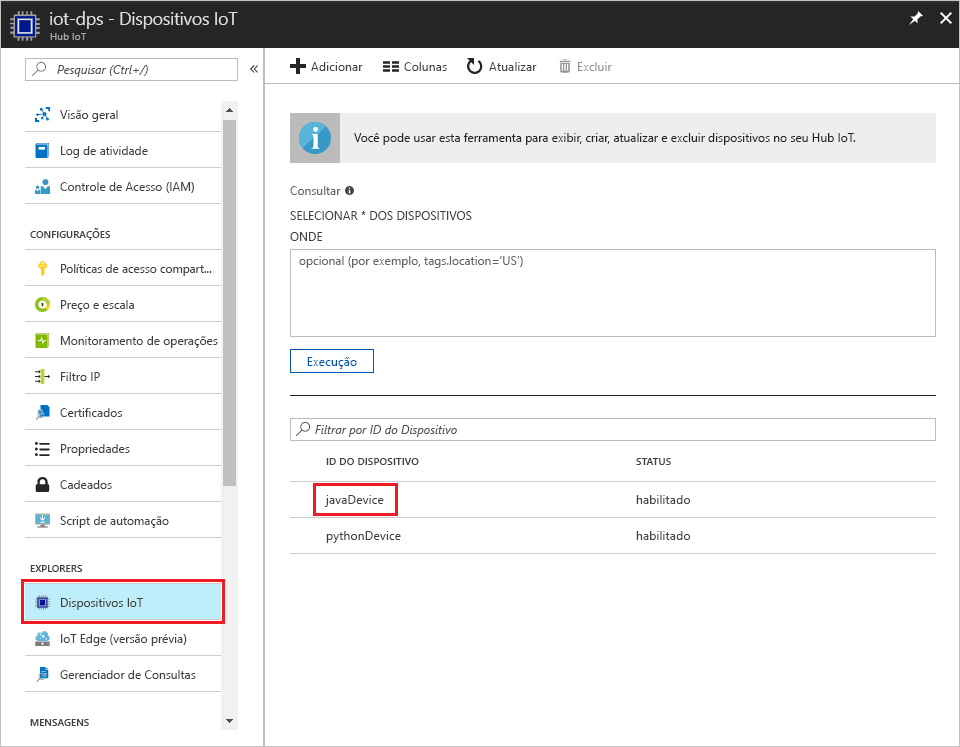 iot-dps - Dispositivos IoT
Hub IoT
Pesquisar (Ctrl+/)
«
Visão geral
Log de atividade
Controle de Acesso (IAM)
CONFIGURAÇÕES
Políticas de acesso compart...
Preço e escala
Monitoramento de operações
Filtro IP
Certificados
Propriedades
Cadeados
Script de automação
EXPLORERS
Dispositivos IoT
IoT Edge (versão prévia)
Gerenciador de Consultas
MENSAGENS
Adicionar
Colunas
Atualizar
Excluir
Você pode usar esta ferramenta para exibir, criar, atualizar e excluir dispositivos no seu Hub IoT.
Consultar
SELECIONAR * DOS DISPOSITIVOS
ONDE
opcional (por exemplo, tags.location='US')
Execução
Filtrar por ID do Dispositivo
ID DO DISPOSITIVO STATUS
javaDevice habilitado
pythonDevice habilitado